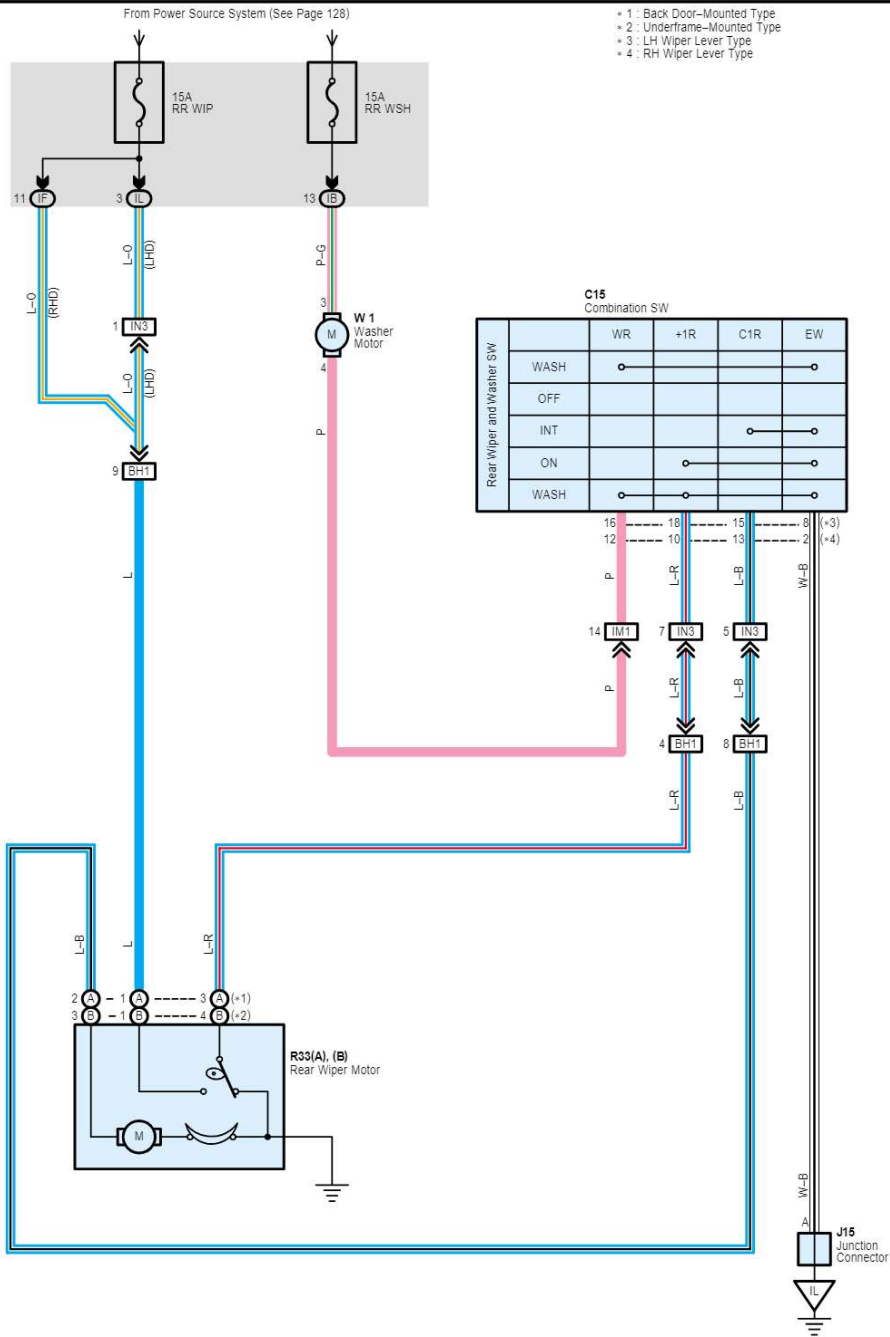 From Power Source System (See Page 128)
* 1 : Back Door–Mounted Type
* 2 : Underframe–Mounted Type
* 3 : LH Wiper Lever Type
* 4 : RH Wiper Lever Type
15A
RR WIP
15A
RR WSH
11 IF
3 IL
13 IB
L–O
(RHD)
L–O
(LHD)
P–G
1 IN3
L–O
(LHD)
3
M
W 1
Washer
Motor
4
P
9 BH1
L
C15
Combination SW
Rear Wiper and Washer SW
WR +1R C1R EW
WASH
OFF
INT
ON
WASH
16 18 15 8 (*3)
12 10 13 2 (*4)
P L–R L–B W–B
14 IM1 7 IN3 5 IN3
P L–R L–B
4 BH1 8 BH1
L–R L–B
L–B L L–R
2 A 1 A 3 A (*1)
3 B 1 B 4 B (*2)
R33(A), (B)
Rear Wiper Motor
M
W–B
A
J15
Junction
Connector
IL